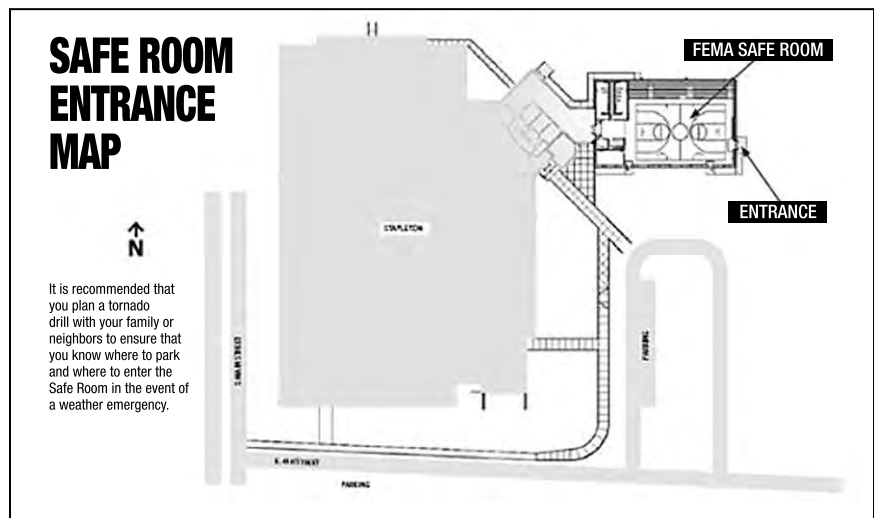 SAFE ROOM
ENTRANCE
MAP
FEMA SAFE ROOM
ENTRANCE
STAPLETON
N
It is recommended that
you plan a tornado
drill with your family or
neighbors to ensure that
you know where to park
and where to enter the
Safe Room in the event of
a weather emergency.
PARKING
PARKING